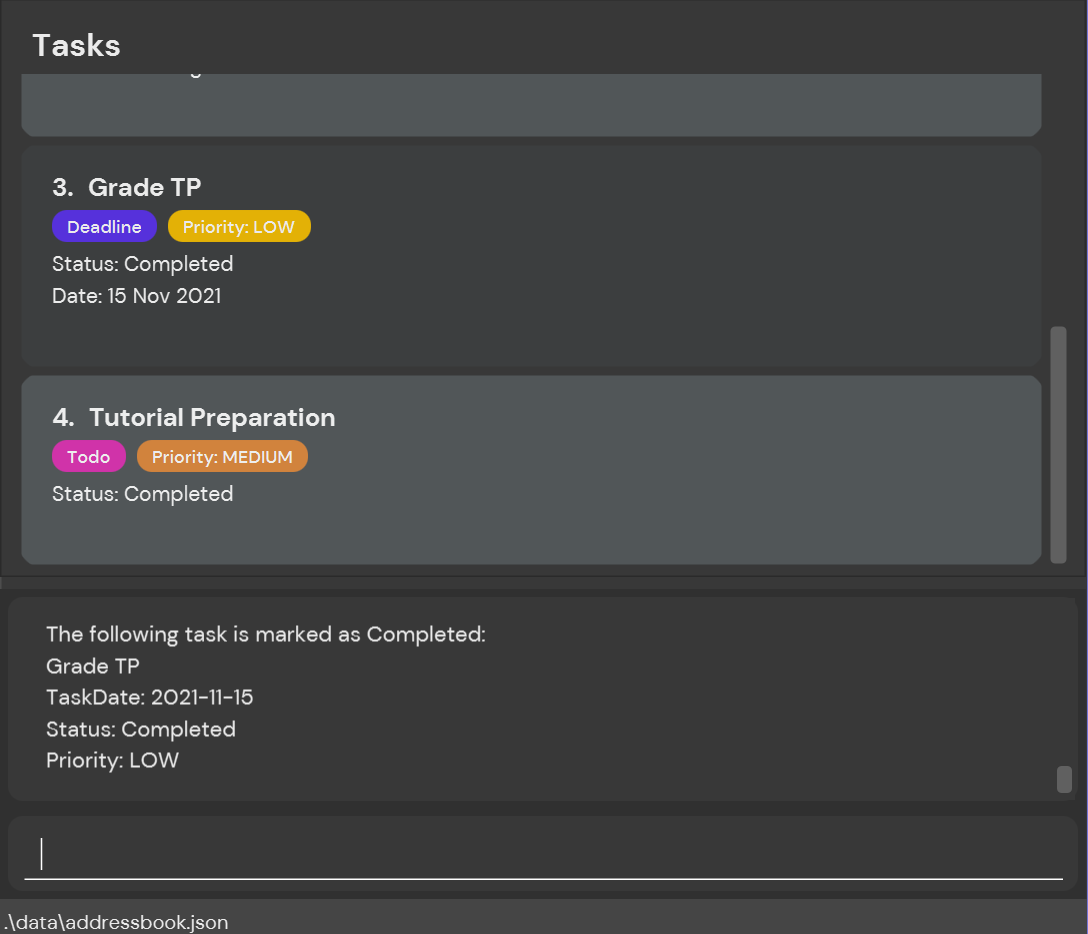 Tasks
3. Grade TP
Deadline Priority: LOW
Status: Completed
Date: 15 Nov 2021
4. Tutorial Preparation
Todo Priority: MEDIUM
Status: Completed
The following task is marked as Completed:
Grade TP
TaskDate: 2021-11-15
Status: Completed
Priority: LOW
.\data\addressbook.json